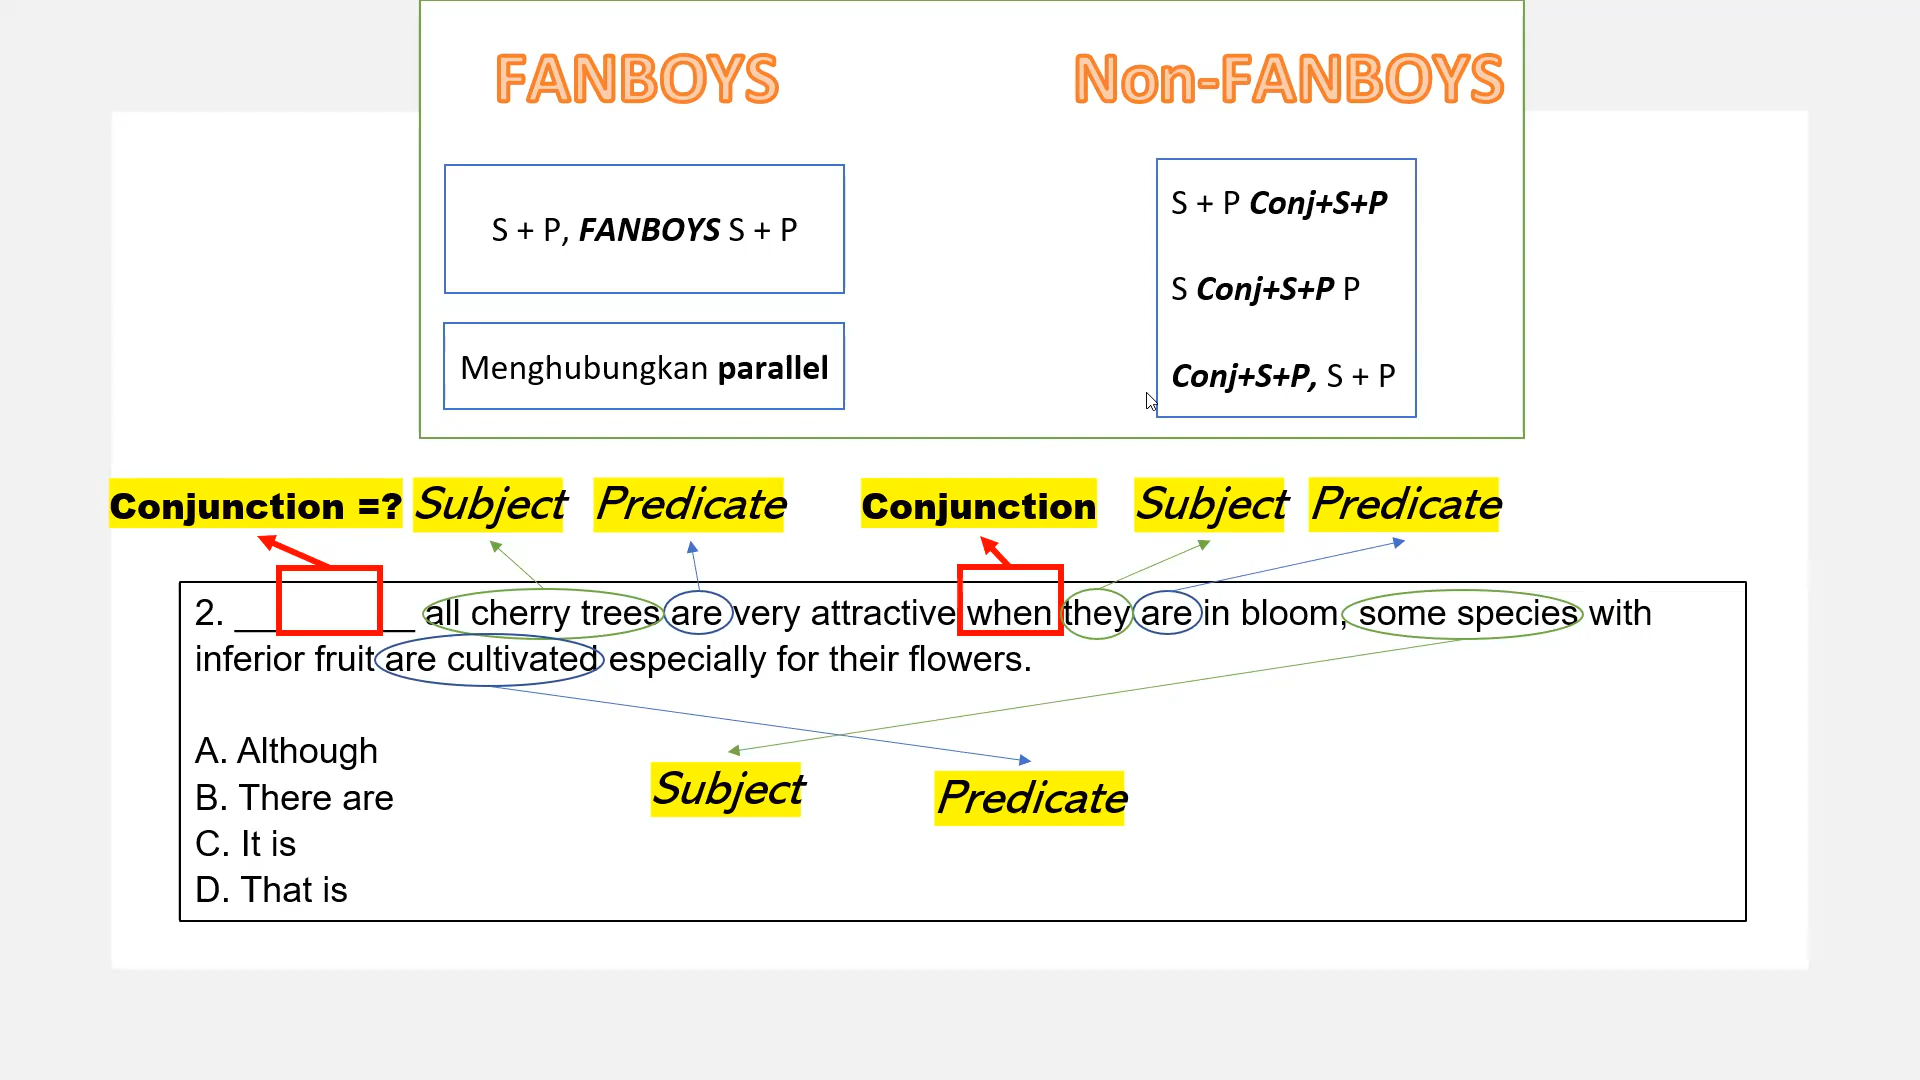 FANBOYS
Non-FANBOYS
S + P, FANBOYS S + P
Menghubungkan parallel
S + P Conj+S+P
S Conj+S+P P
Conj+S+P, S + P
Conjunction =? Subject Predicate Conjunction Subject Predicate
2. _________ all cherry trees are very attractive when they are in bloom, some species with
inferior fruit are cultivated especially for their flowers.
A. Although
B. There are
C. It is
D. That is
Subject
Predicate